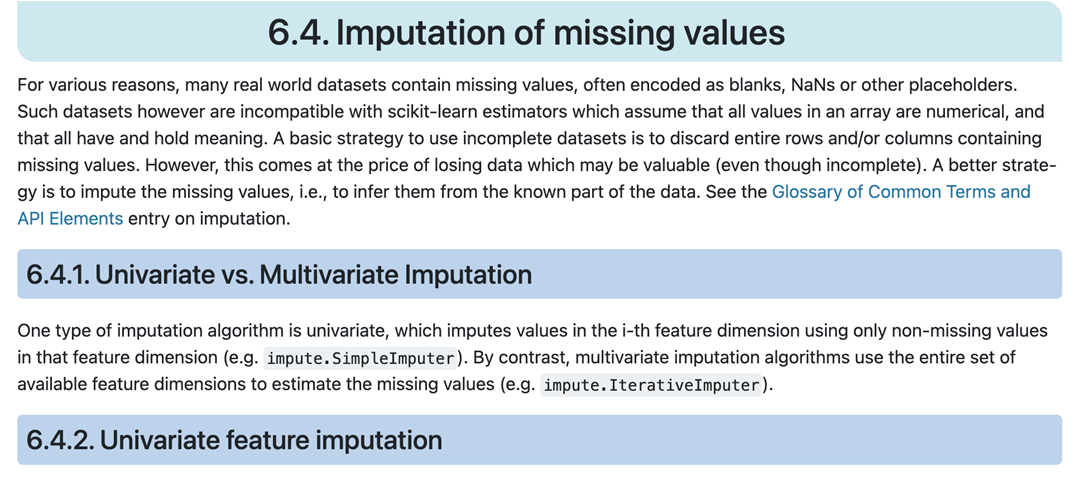 6.4. Imputation of missing values
For various reasons, many real world datasets contain missing values, often encoded as blanks, NaNs or other placeholders.
Such datasets however are incompatible with scikit-learn estimators which assume that all values in an array are numerical, and
that all have and hold meaning. A basic strategy to use incomplete datasets is to discard entire rows and/or columns containing
missing values. However, this comes at the price of losing data which may be valuable (even though incomplete). A better strate-
gy is to impute the missing values, i.e., to infer them from the known part of the data. See the Glossary of Common Terms and
API Elements entry on imputation.
6.4.1. Univariate vs. Multivariate Imputation
One type of imputation algorithm is univariate, which imputes values in the i-th feature dimension using only non-missing values
in that feature dimension (e.g. impute.SimpleImputer). By contrast, multivariate imputation algorithms use the entire set of
available feature dimensions to estimate the missing values (e.g. impute.IterativeImputer).
6.4.2. Univariate feature imputation